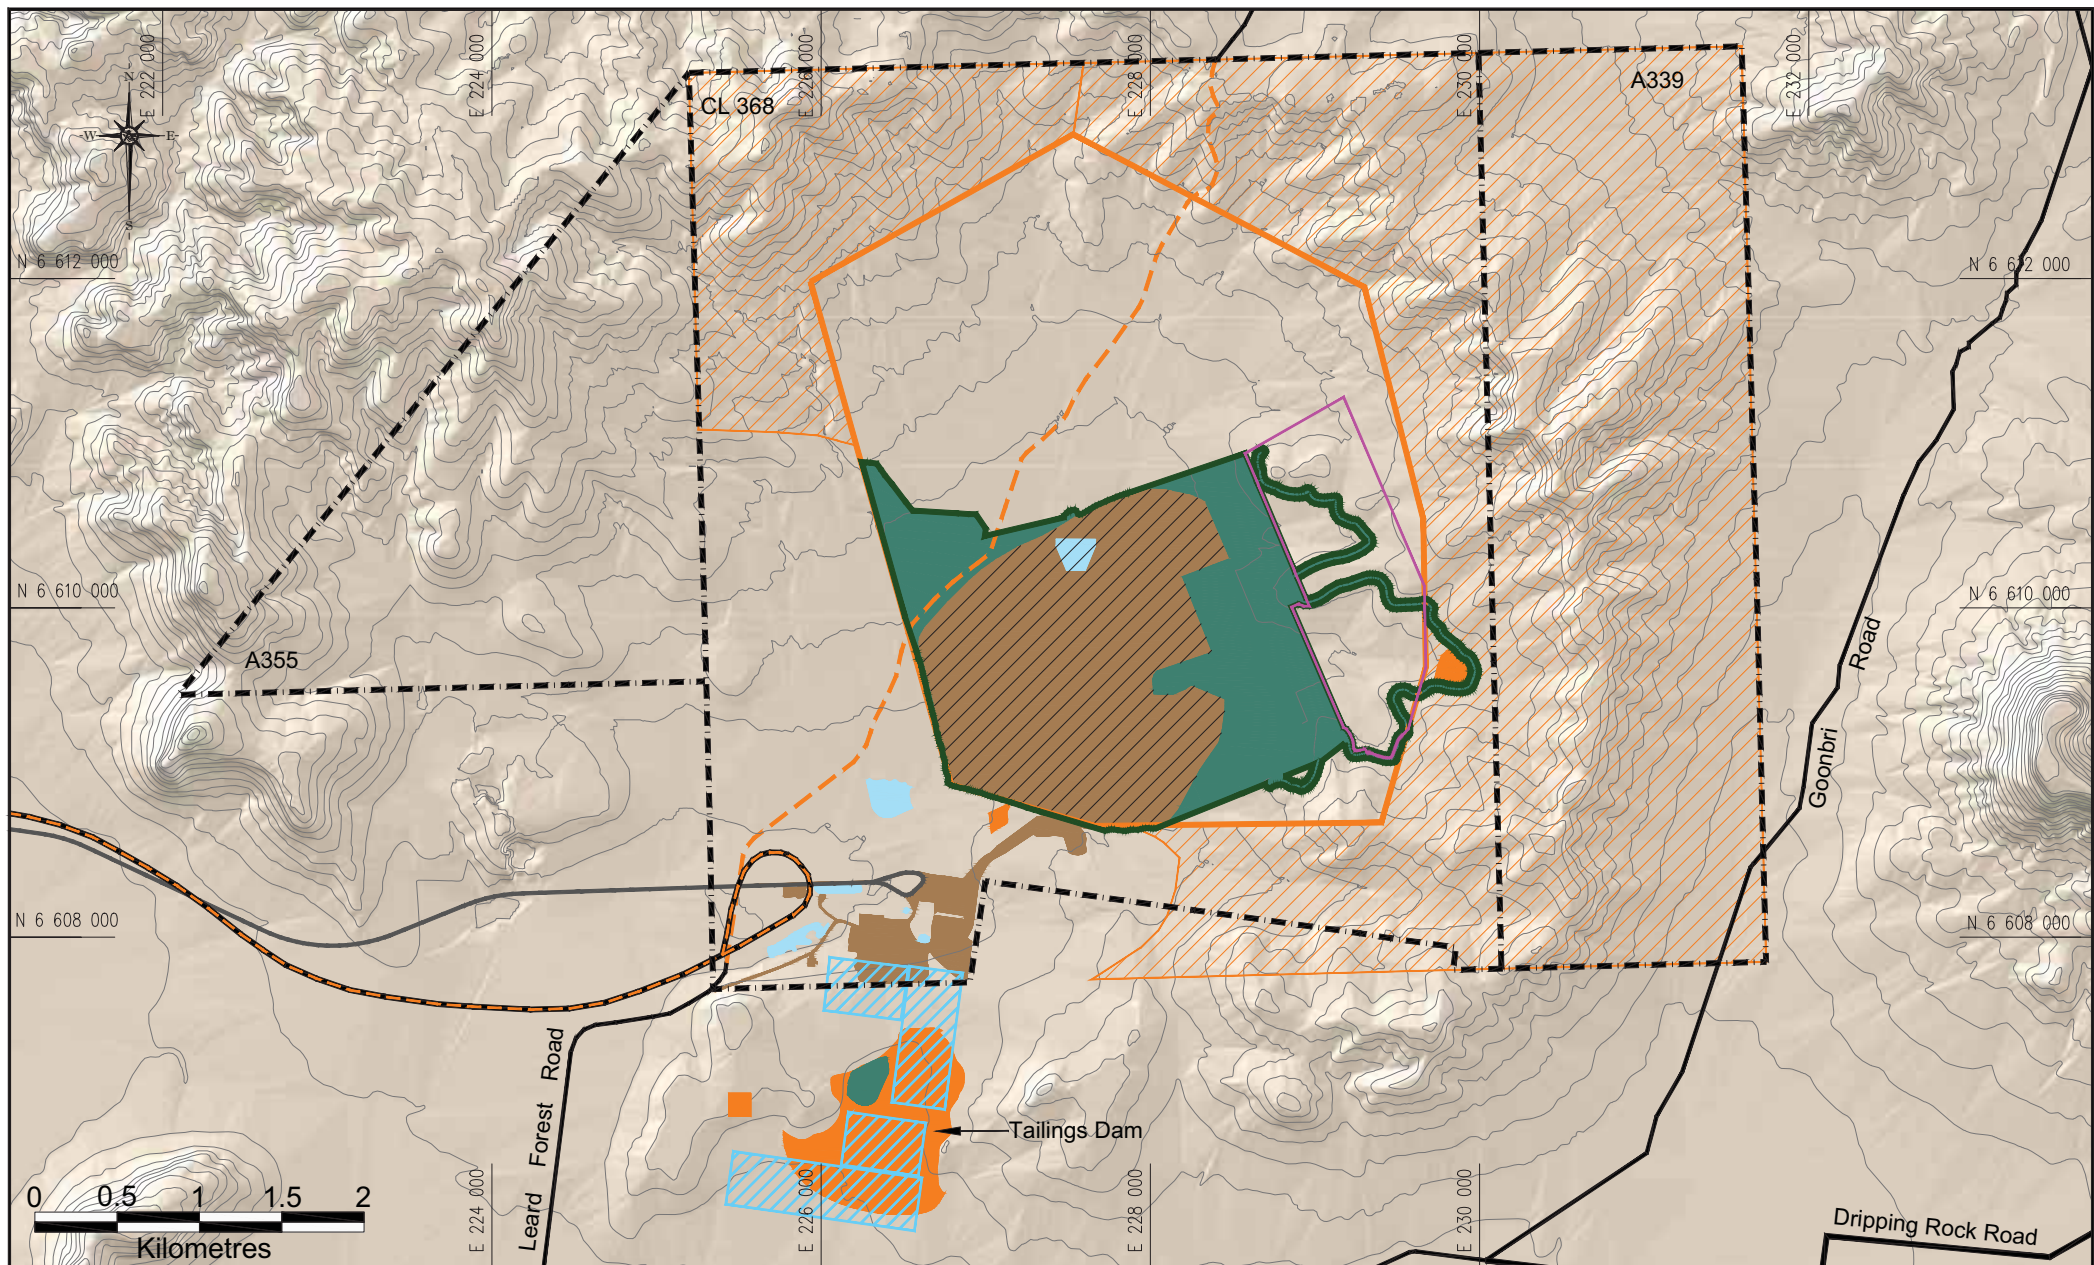 E 222 000
E 224 000
E 226 000
E 228 000
E 230 000
E 232 000
A339
CL 368
N
W
E
S
N 6 612 000
N 6 612 000
N 6 610 000
N 6 610 000
A355
Goonbri Road
N 6 608 000
N 6 608 000
Leard Forest Road
Tailings Dam
E 224 000
E 226 000
E 228 000
E 230 000
0 0.5 1 1.5 2
Kilometres
Dripping Rock Road